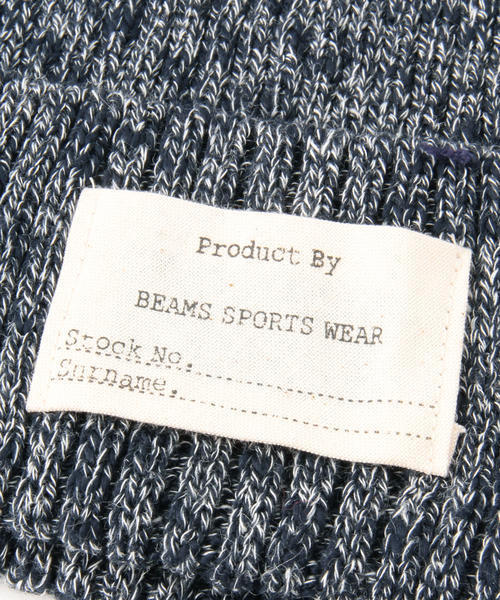 Product By
BEAMS SPORTS WEAR
Stock No.
Surname.